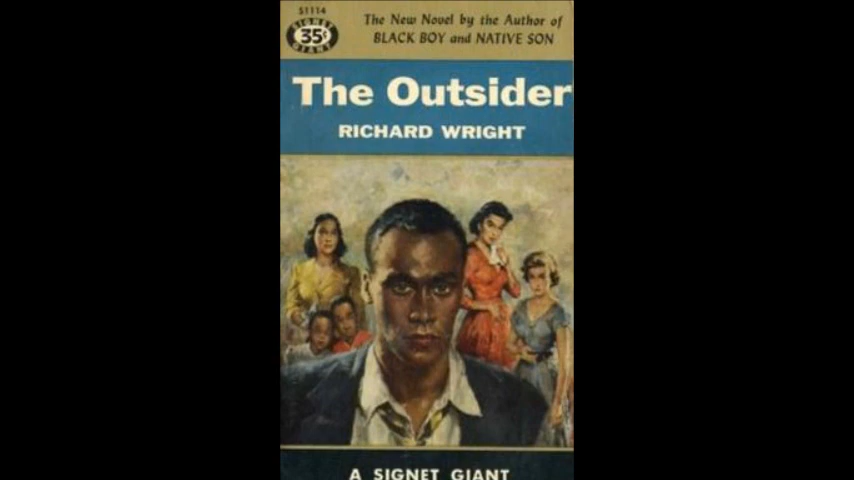 S1114
SIGNET
35¢
GIANT
The New Novel by the Author of
BLACK BOY and NATIVE SON
The Outsider
RICHARD WRIGHT
A SIGNET GIANT